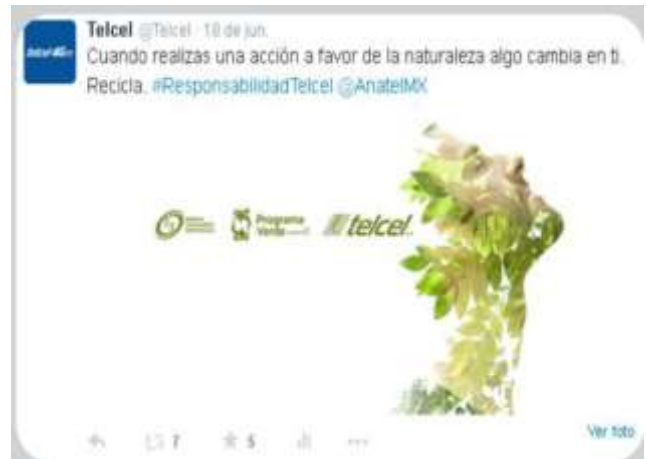 Telcel @Telcel · 18 de jun.
Cuando realizas una acción a favor de la naturaleza algo cambia en ti.
Recicla. #ResponsabilidadTelcel @AnatelMX
Programa Verde
telcel
7 5
Ver foto